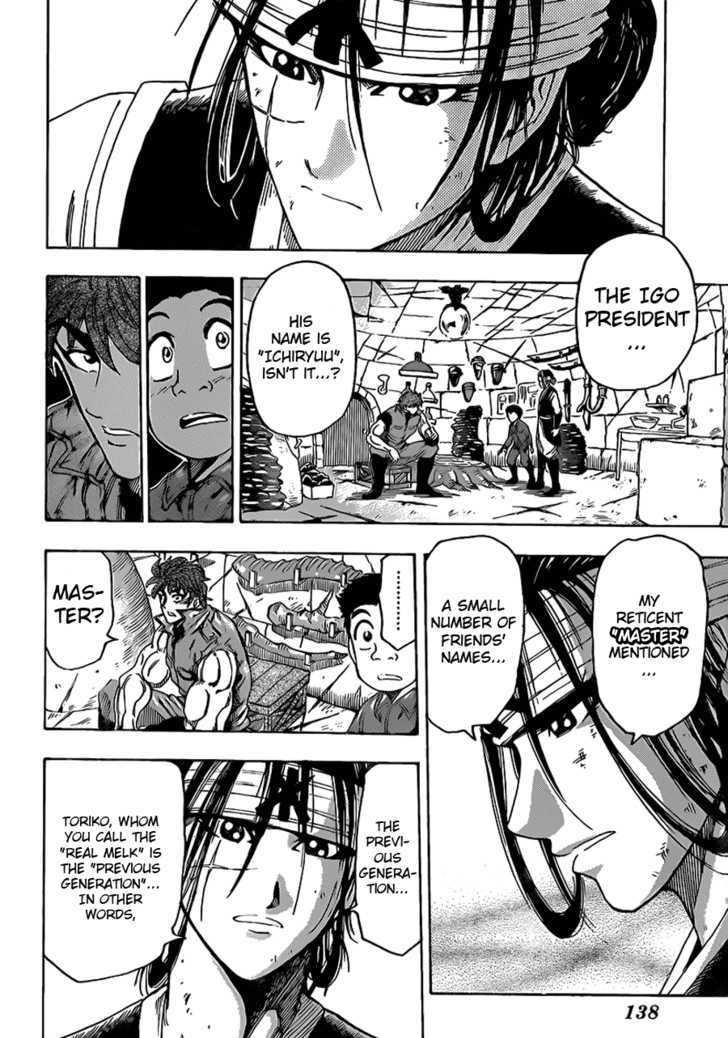 THE IGO
PRESIDENT
...
HIS
NAME IS
"ICHIRYUU",
ISN'T IT...?
MY
RETICENT
"MASTER"
MENTIONED
...
A SMALL
NUMBER OF
FRIENDS'
NAMES...
.........
MAS-
TER?
THE
PREVI-
OUS
GENERA-
TION...
TORIKO, WHOM
YOU CALL THE
"REAL MELK" IS
THE "PREVIOUS
GENERATION"...
IN OTHER
WORDS,
138